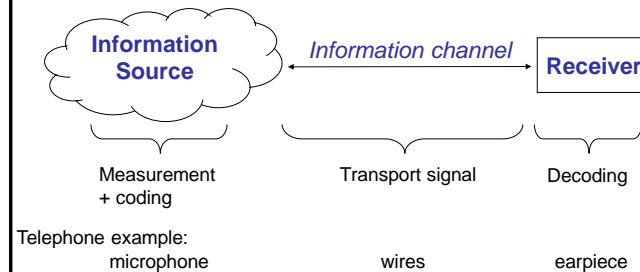 Information
Source
Information channel
Receiver
Measurement
+ coding
Transport signal
Decoding
Telephone example:
microphone wires earpiece